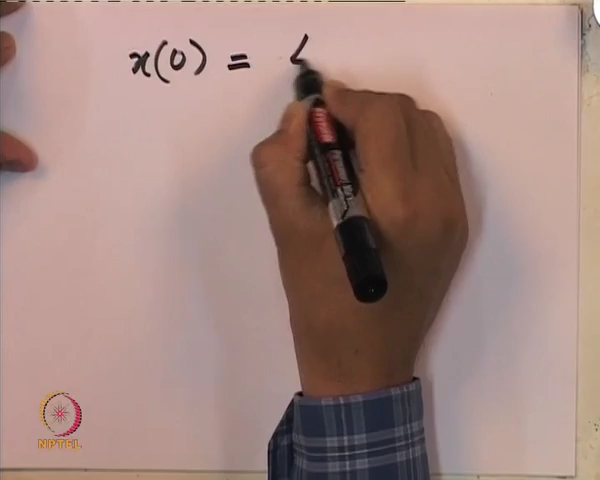 x(0) =
NPTEL